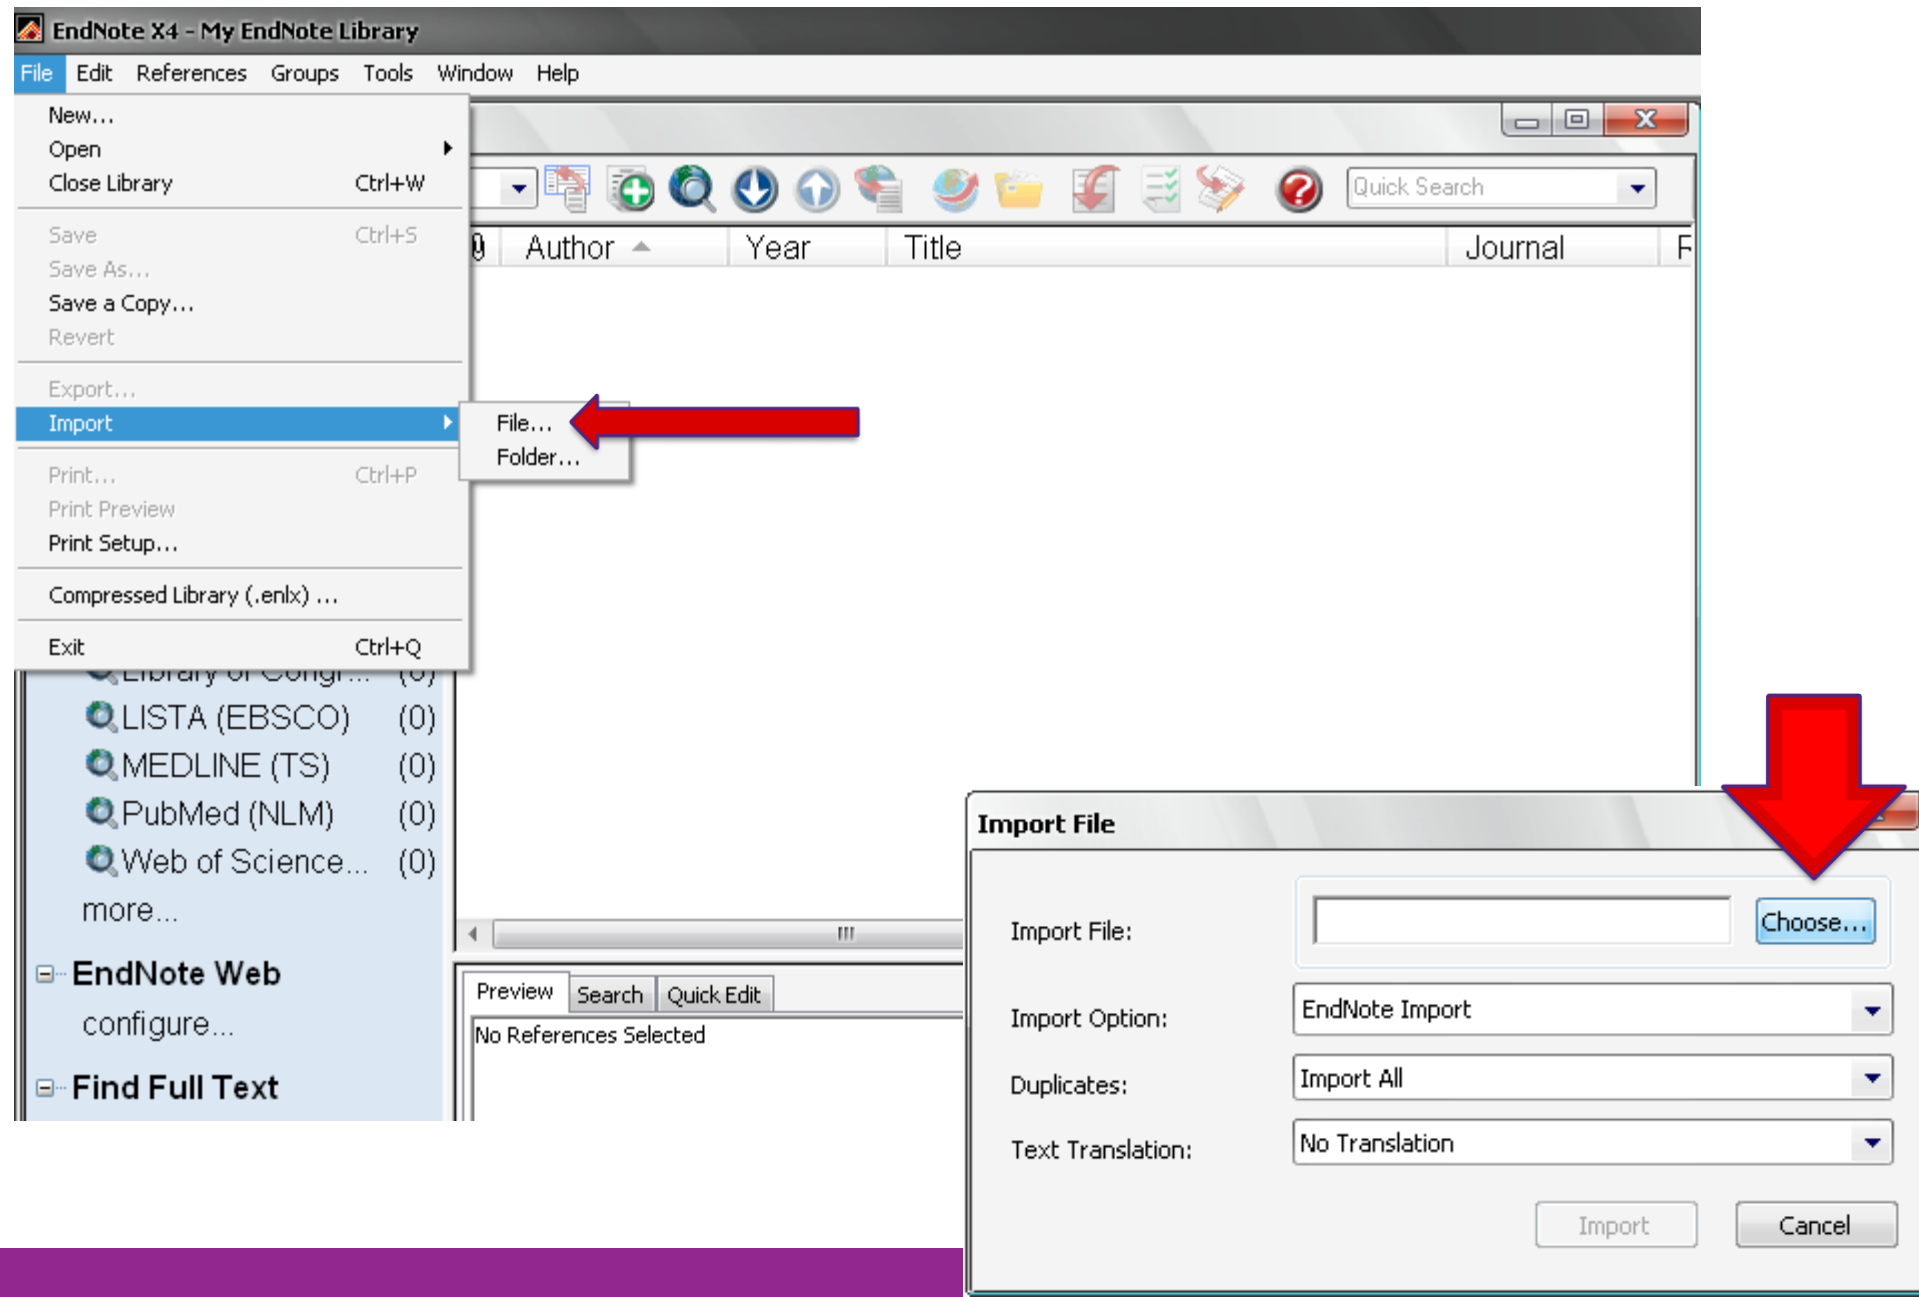 EndNote X4 - My EndNote Library
File Edit References Groups Tools Window Help
New...
Open
Close Library Ctrl+W
Save Ctrl+S
Save As...
Save a Copy...
Revert
Export...
Import
Print... Ctrl+P
Print Preview
Print Setup...
Compressed Library (.enlx) ...
Exit Ctrl+Q
File...
Folder...
Quick Search
Author Year Title Journal
Library of Congr... (0)
LISTA (EBSCO) (0)
MEDLINE (TS) (0)
PubMed (NLM) (0)
Web of Science... (0)
more...
EndNote Web
configure...
Find Full Text
Preview Search Quick Edit
No References Selected
Import File
Import File: Choose...
Import Option: EndNote Import
Duplicates: Import All
Text Translation: No Translation
Import Cancel